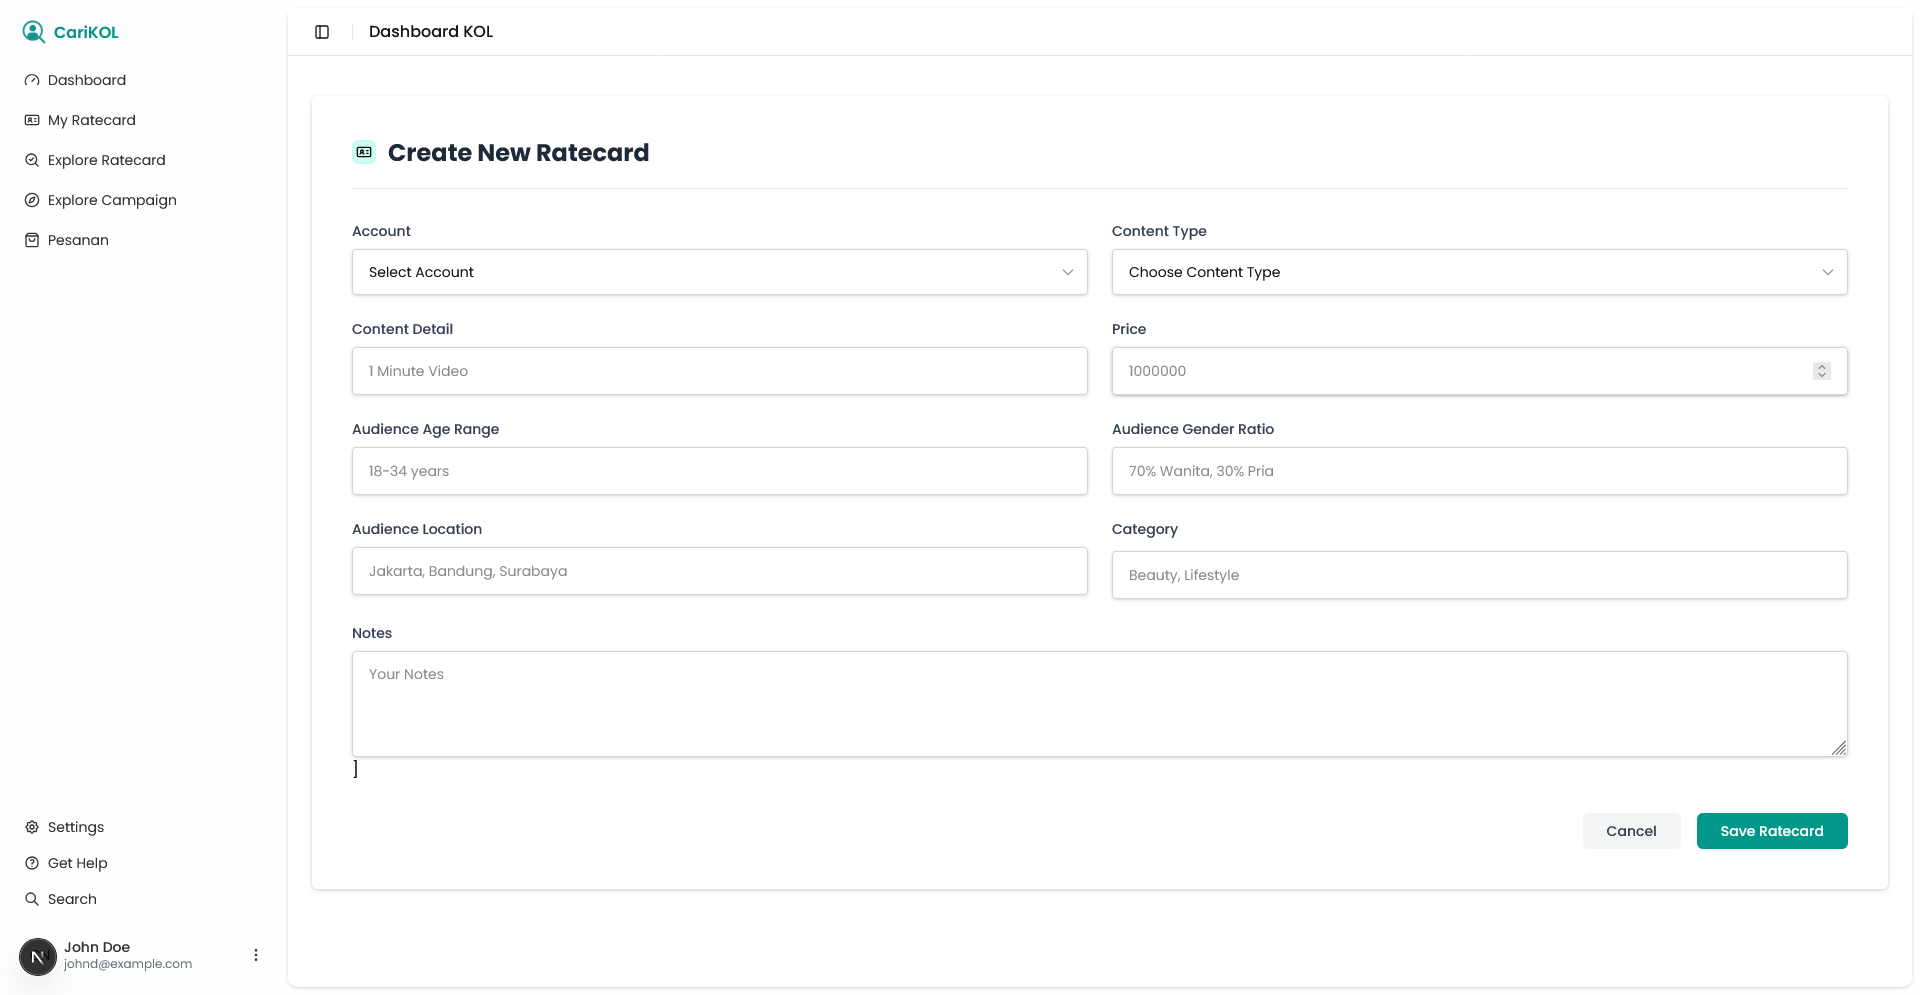 CariKOL
Dashboard
My Ratecard
Explore Ratecard
Explore Campaign
Pesanan
Settings
Get Help
Search
N
John Doe
johnd@example.com
Dashboard KOL
Create New Ratecard
Account
Select Account
Content Type
Choose Content Type
Content Detail
1 Minute Video
Price
1000000
Audience Age Range
18-34 years
Audience Gender Ratio
70% Wanita, 30% Pria
Audience Location
Jakarta, Bandung, Surabaya
Category
Beauty, Lifestyle
Notes
Your Notes
]
Cancel
Save Ratecard